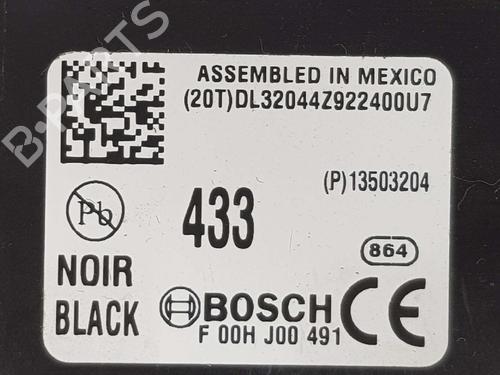 ASSEMBLED IN MEXICO
(20T)DL32044Z922400U7
(P)13503204
Pb
433
864
NOIR
BLACK
BOSCH
CE
F 00H J00 491
B-PARTS